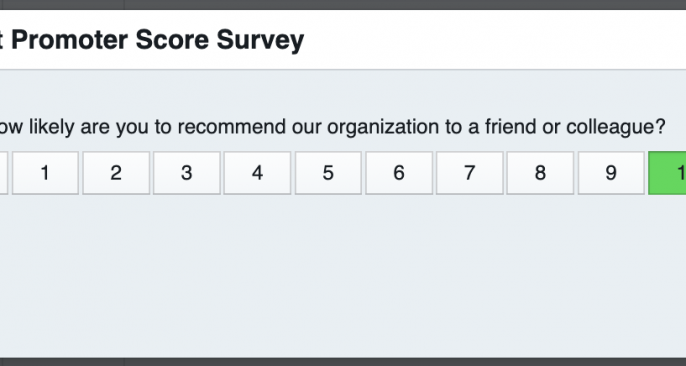 t Promoter Score Survey
ow likely are you to recommend our organization to a friend or colleague?
1 2 3 4 5 6 7 8 9 1